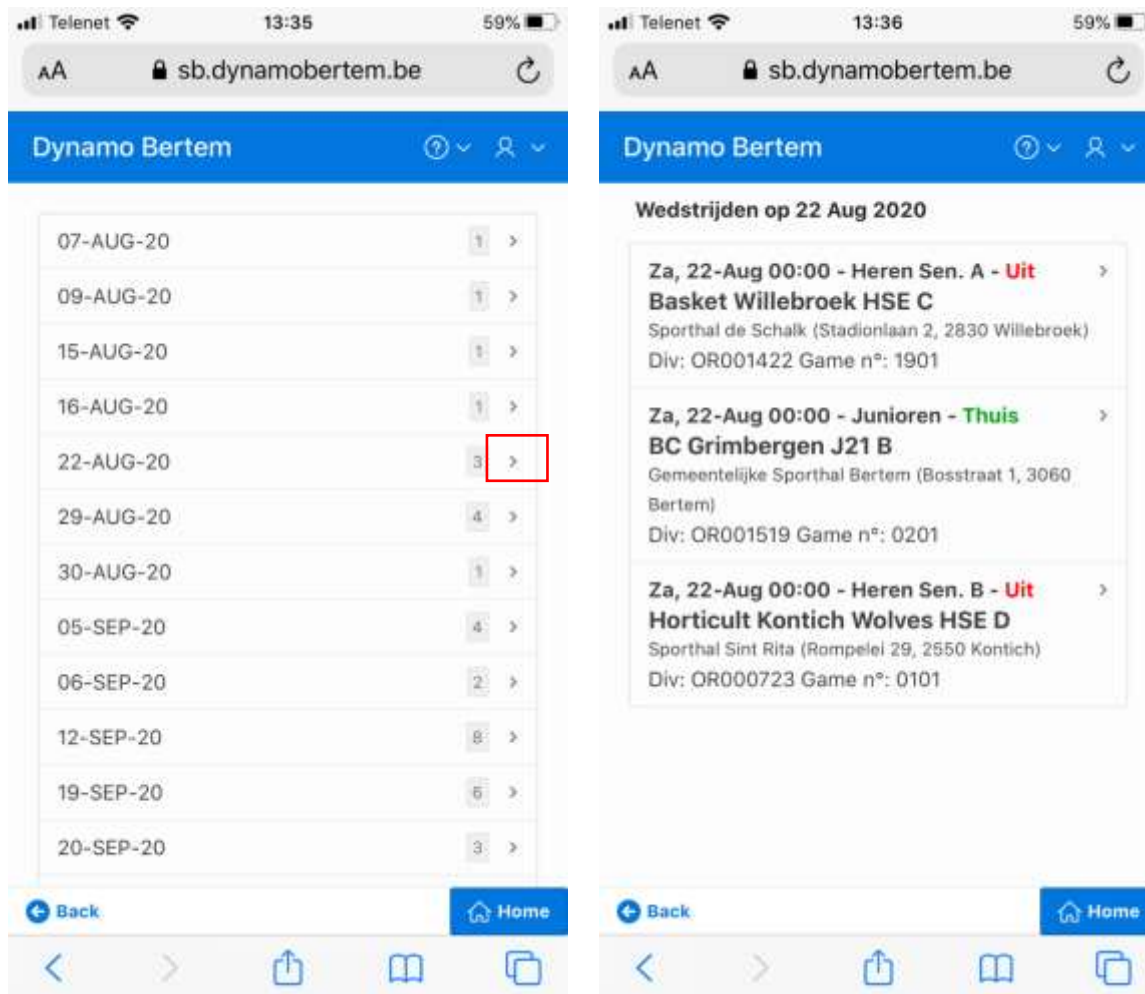 Telenet 13:35 59%
AA sb.dynamobertem.be
Dynamo Bertem
07-AUG-20 1
09-AUG-20 1
15-AUG-20 1
16-AUG-20 1
22-AUG-20 3
29-AUG-20 4
30-AUG-20 1
05-SEP-20 4
06-SEP-20 2
12-SEP-20 8
19-SEP-20 6
20-SEP-20 3
Back Home
Telenet 13:36 59%
AA sb.dynamobertem.be
Dynamo Bertem
Wedstrijden op 22 Aug 2020
Za, 22-Aug 00:00 - Heren Sen. A - Uit
Basket Willebroek HSE C
Sporthal de Schalk (Stadionlaan 2, 2830 Willebroek)
Div: OR001422 Game n°: 1901
Za, 22-Aug 00:00 - Junioren - Thuis
BC Grimbergen J21 B
Gemeentelijke Sporthal Bertem (Bosstraat 1, 3060
Bertem)
Div: OR001519 Game n°: 0201
Za, 22-Aug 00:00 - Heren Sen. B - Uit
Horticult Kontich Wolves HSE D
Sporthal Sint Rita (Rompelei 29, 2550 Kontich)
Div: OR000723 Game n°: 0101
Back Home